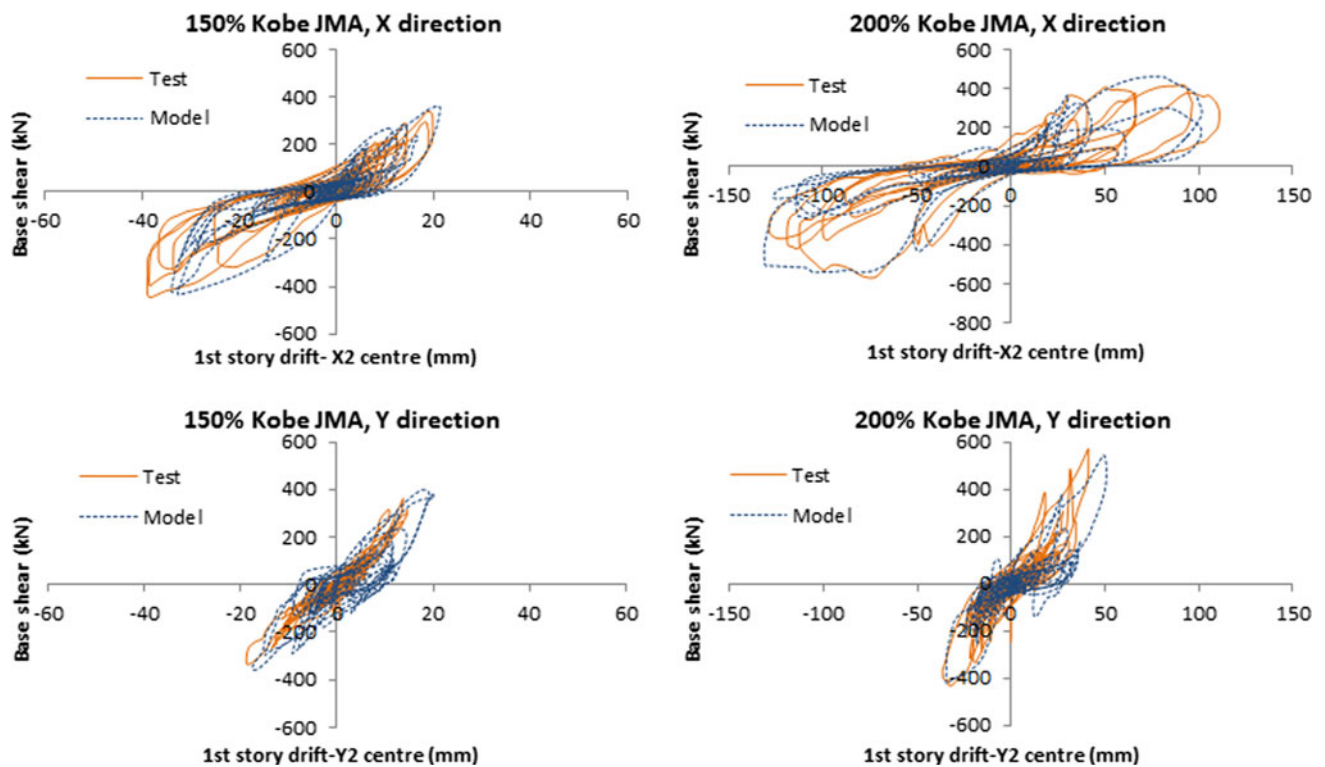 150% Kobe JMA, X direction
600
400
200
0
-200
-400
-600
-60
-40
-20
0
20
40
60
Test
Model
Base shear (kN)
1st story drift- X2 centre (mm)
200% Kobe JMA, X direction
600
400
200
0
-200
-400
-600
-800
-150
-100
-50
0
50
100
150
Test
Model
Base shear (kN)
1st story drift-X2 centre (mm)
150% Kobe JMA, Y direction
600
400
200
0
-200
-400
-600
-60
-40
-20
0
20
40
60
Test
Model
Base shear (kN)
1st story drift-Y2 centre (mm)
200% Kobe JMA, Y direction
600
400
200
0
-200
-400
-600
-150
-100
-50
0
50
100
150
Test
Model
Base shear (kN)
1st story drift-Y2 centre (mm)